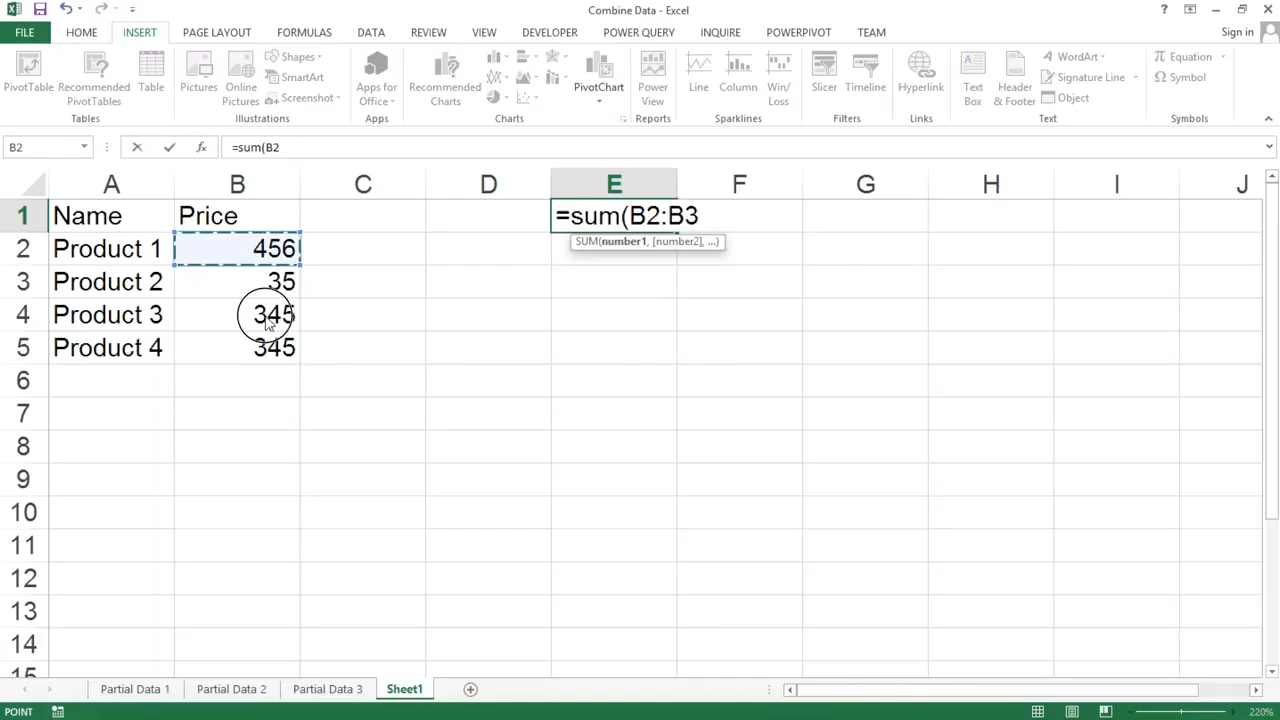 Combine Data - Excel
FILE HOME INSERT PAGE LAYOUT FORMULAS DATA REVIEW VIEW DEVELOPER POWER QUERY INQUIRE POWERPIVOT TEAM Sign in
PivotTable
Recommended PivotTables
Table
Tables
Pictures
Online Pictures
Shapes
SmartArt
Screenshot
Illustrations
Apps for Office
Apps
Recommended Charts
PivotChart
Charts
Power View
Reports
Line
Column
Win/ Loss
Sparklines
Slicer
Timeline
Filters
Hyperlink
Links
Text Box
Header & Footer
WordArt
Signature Line
Object
Text
Equation
Symbol
Symbols
B2 fx =sum(B2
A B C D E F G H I J
1 Name Price =sum(B2:B3
SUM(number1, [number2], ...)
2 Product 1 456
3 Product 2 35
4 Product 3 345
5 Product 4 345
6
7
8
9
10
11
12
13
14
15
Partial Data 1 Partial Data 2 Partial Data 3 Sheet1
POINT 220%